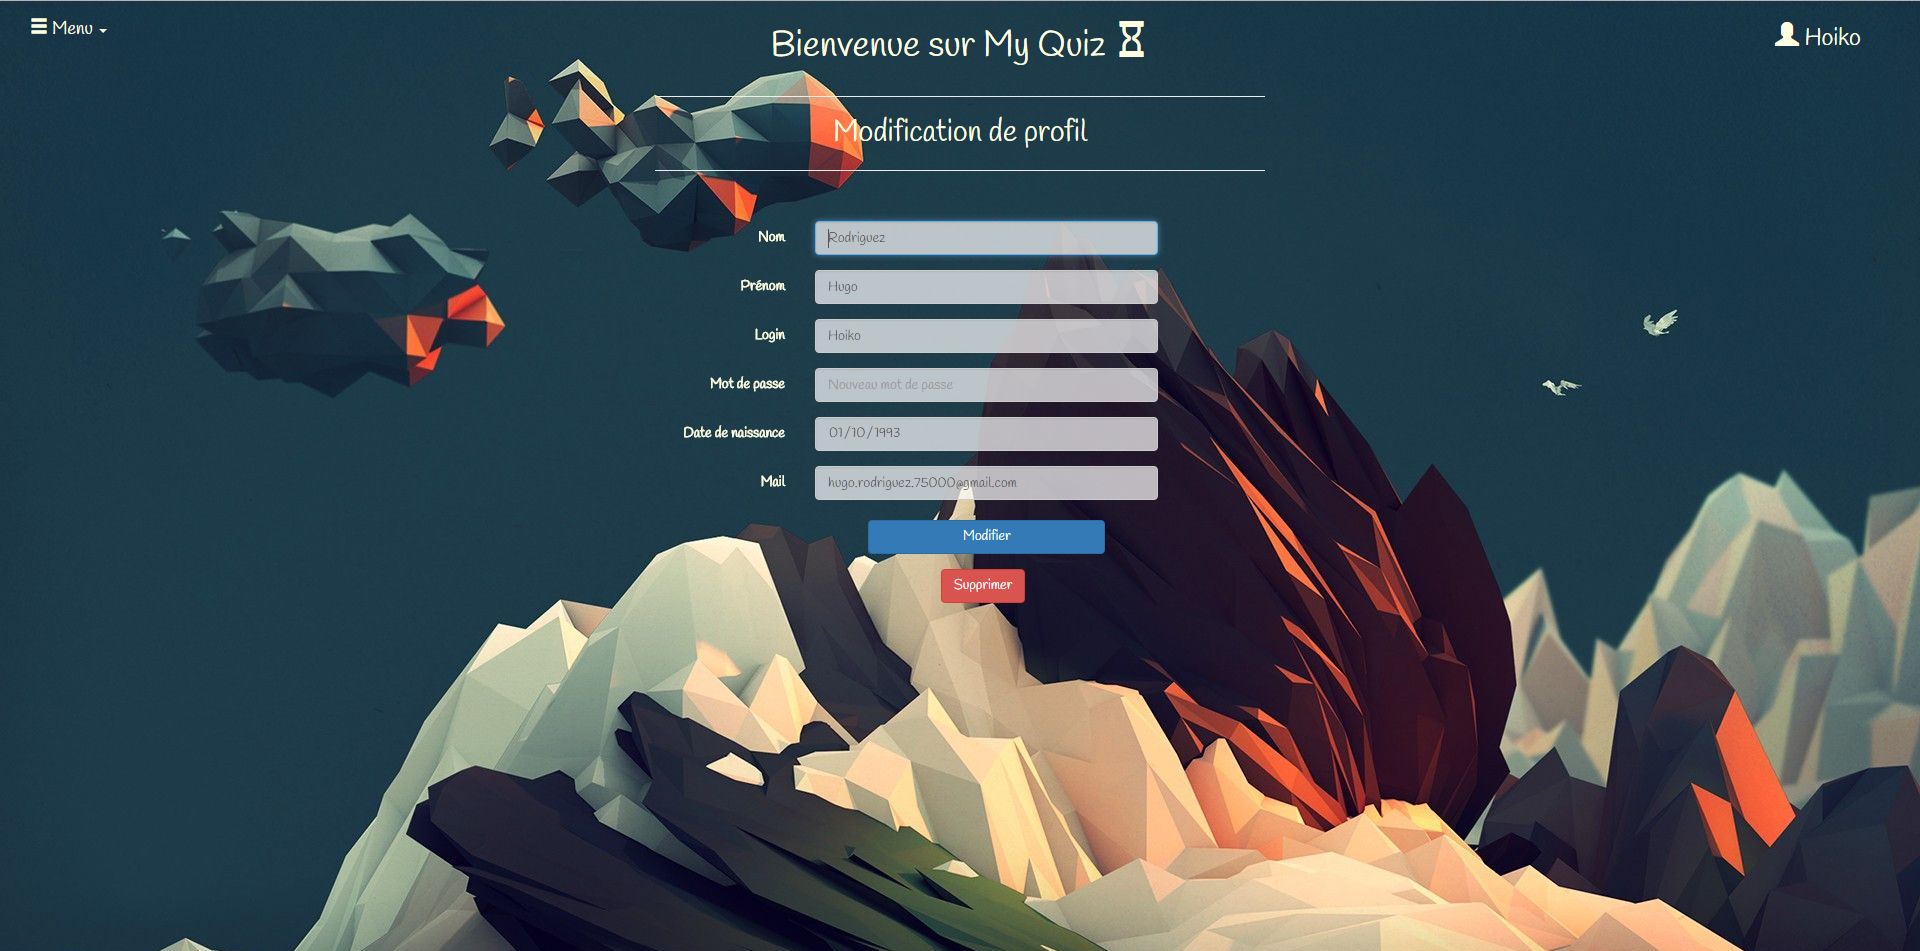 Menu
Bienvenue sur My Quiz
Hoiko
Modification de profil
Nom
Rodriguez
Prénom
Hugo
Login
Hoiko
Mot de passe
Nouveau mot de passe
Date de naissance
01/10/1993
Mail
hugo.rodriguez.75000@gmail.com
Modifier
Supprimer